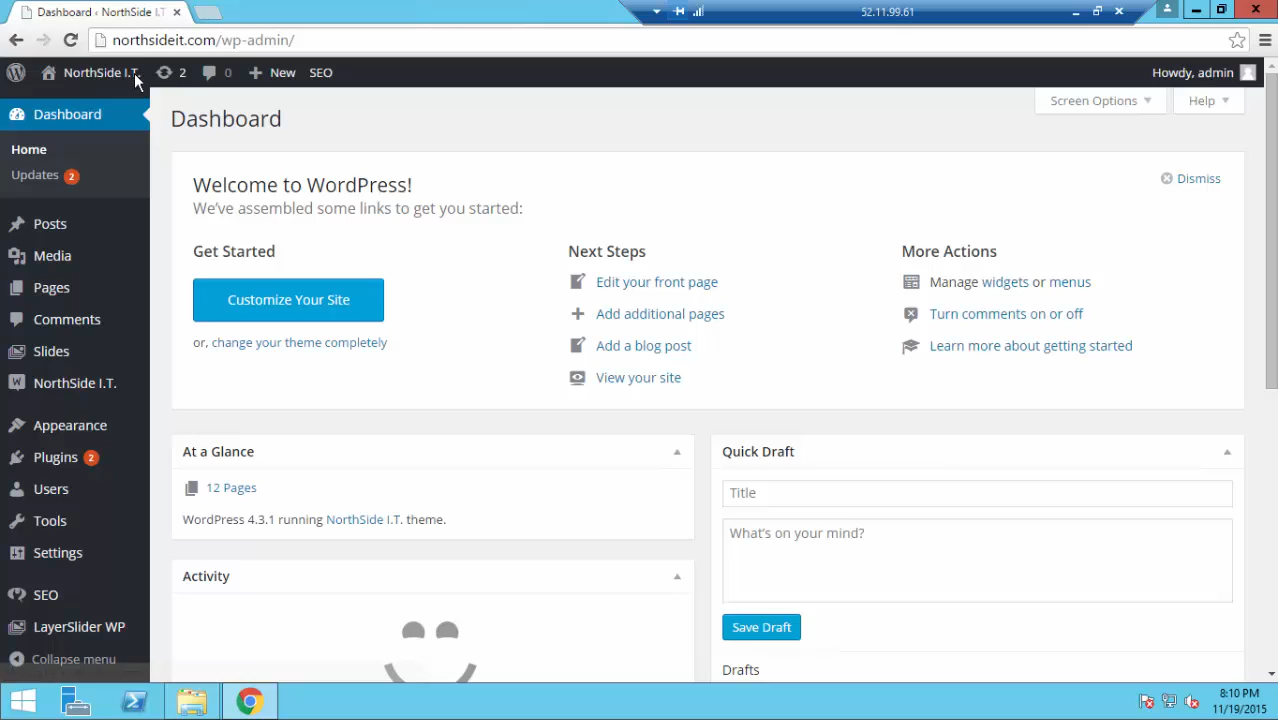 Dashboard ‹ NorthSide I.T.
52.11.99.61
northsideit.com/wp-admin/
NorthSide I.T. 2 0 New SEO
Howdy, admin
Dashboard
Home
Updates 2
Posts
Media
Pages
Comments
Slides
NorthSide I.T.
Appearance
Plugins 2
Users
Tools
Settings
SEO
LayerSlider WP
Collapse menu
Screen Options
Help
Dashboard
Welcome to WordPress!
Dismiss
We've assembled some links to get you started:
Get Started
Customize Your Site
or, change your theme completely
Next Steps
Edit your front page
Add additional pages
Add a blog post
View your site
More Actions
Manage widgets or menus
Turn comments on or off
Learn more about getting started
At a Glance
12 Pages
WordPress 4.3.1 running NorthSide I.T. theme.
Activity
Quick Draft
Title
What's on your mind?
Save Draft
Drafts
8:10 PM
11/19/2015